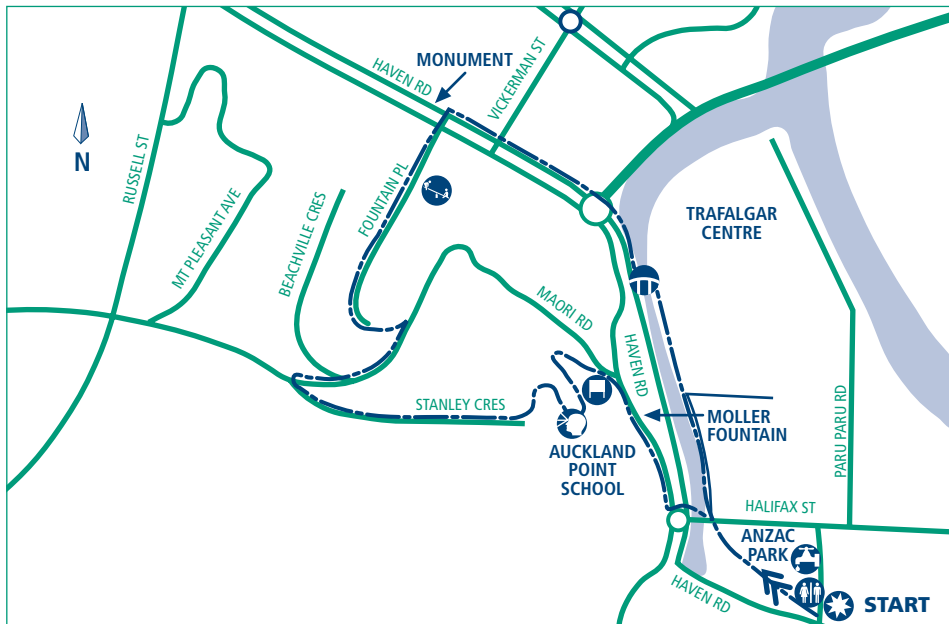 MONUMENT
HAVEN RD
VICKERMAN ST
N
RUSSELL ST
MT PLEASANT AVE
BEACHVILLE CRES
FOUNTAIN PL
TRAFALGAR
CENTRE
MAORI RD
HAVEN RD
STANLEY CRES
MOLLER
FOUNTAIN
PARU PARU RD
AUCKLAND
POINT
SCHOOL
HALIFAX ST
ANZAC
PARK
HAVEN RD
START